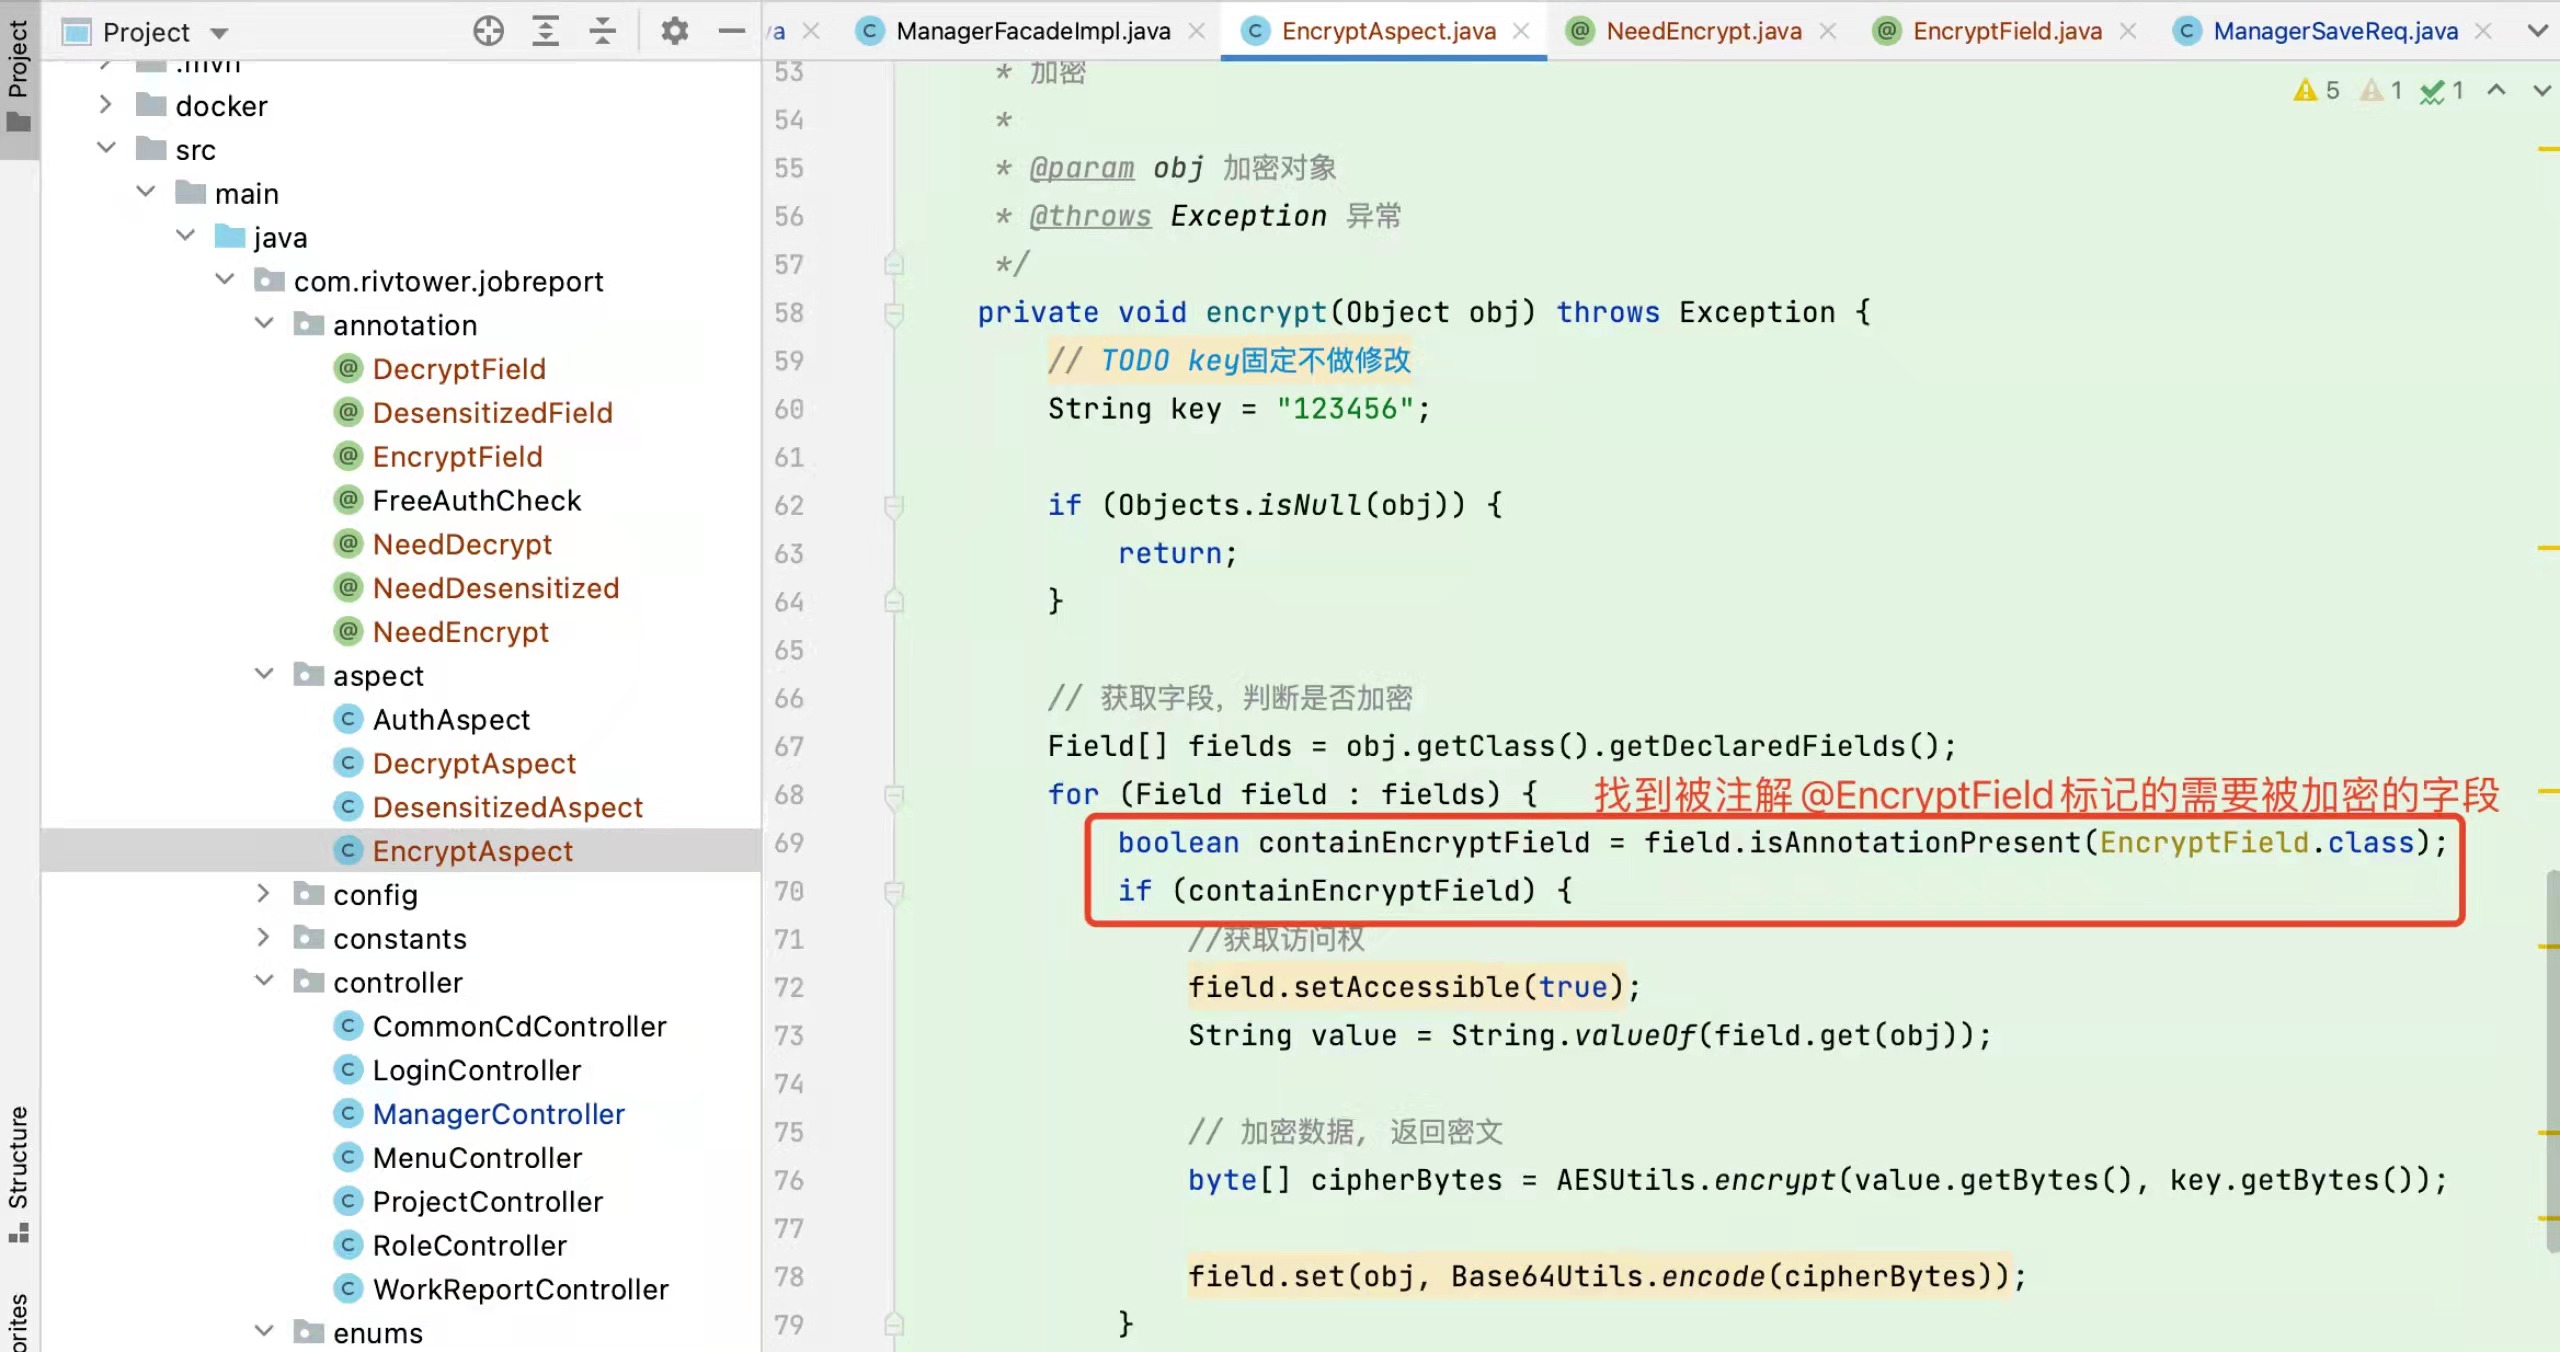 Project
Project
.mvn
docker
src
main
java
com.rivtower.jobreport
annotation
@ DecryptField
@ DesensitizedField
@ EncryptField
@ FreeAuthCheck
@ NeedDecrypt
@ NeedDesensitized
@ NeedEncrypt
aspect
C AuthAspect
C DecryptAspect
C DesensitizedAspect
C EncryptAspect
config
constants
controller
C CommonCdController
C LoginController
C ManagerController
C MenuController
C ProjectController
C RoleController
C WorkReportController
enums
Structure
orites
va
C ManagerFacadeImpl.java
C EncryptAspect.java
@ NeedEncrypt.java
@ EncryptField.java
C ManagerSaveReq.java
5 1 1
53 * 加密
54 *
55 * @param obj 加密对象
56 * @throws Exception 异常
57 */
58 private void encrypt(Object obj) throws Exception {
59 // TODO key固定不做修改
60 String key = "123456";
61
62 if (Objects.isNull(obj)) {
63 return;
64 }
65
66 // 获取字段，判断是否加密
67 Field[] fields = obj.getClass().getDeclaredFields();
68 for (Field field : fields) { 找到被注解@EncryptField标记的需要被加密的字段
69 boolean containEncryptField = field.isAnnotationPresent(EncryptField.class);
70 if (containEncryptField) {
71 //获取访问权
72 field.setAccessible(true);
73 String value = String.valueOf(field.get(obj));
74
75 // 加密数据，返回密文
76 byte[] cipherBytes = AESUtils.encrypt(value.getBytes(), key.getBytes());
77
78 field.set(obj, Base64Utils.encode(cipherBytes));
79 }